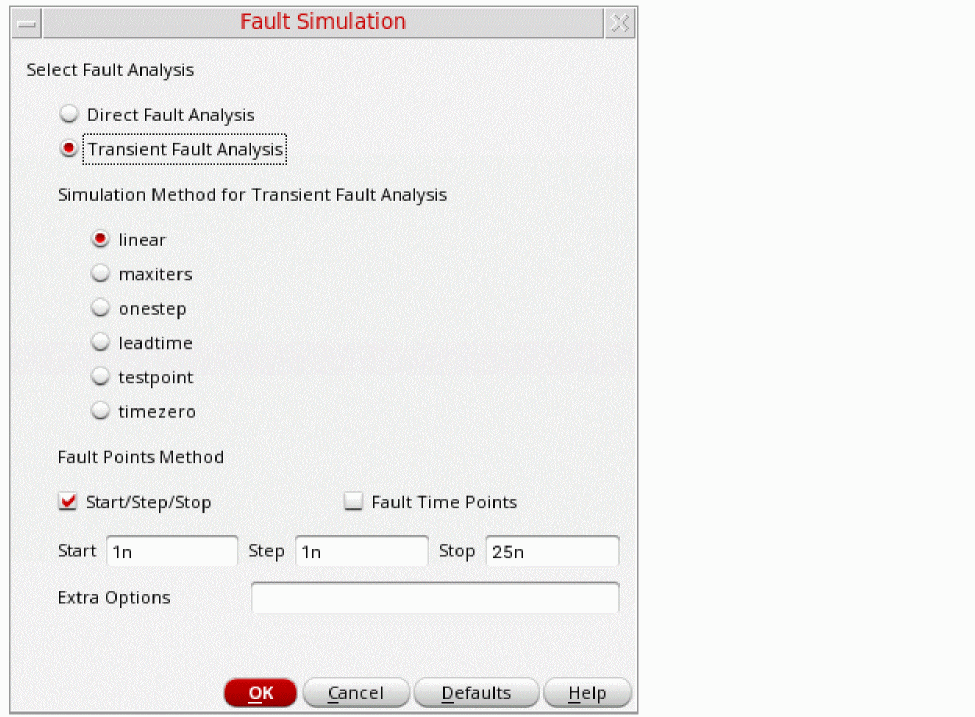 Fault Simulation
Select Fault Analysis
Direct Fault Analysis
Transient Fault Analysis
Simulation Method for Transient Fault Analysis
linear
maxiters
onestep
leadtime
testpoint
timezero
Fault Points Method
Start/Step/Stop Fault Time Points
Start 1n Step 1n Stop 25n
Extra Options
OK Cancel Defaults Help